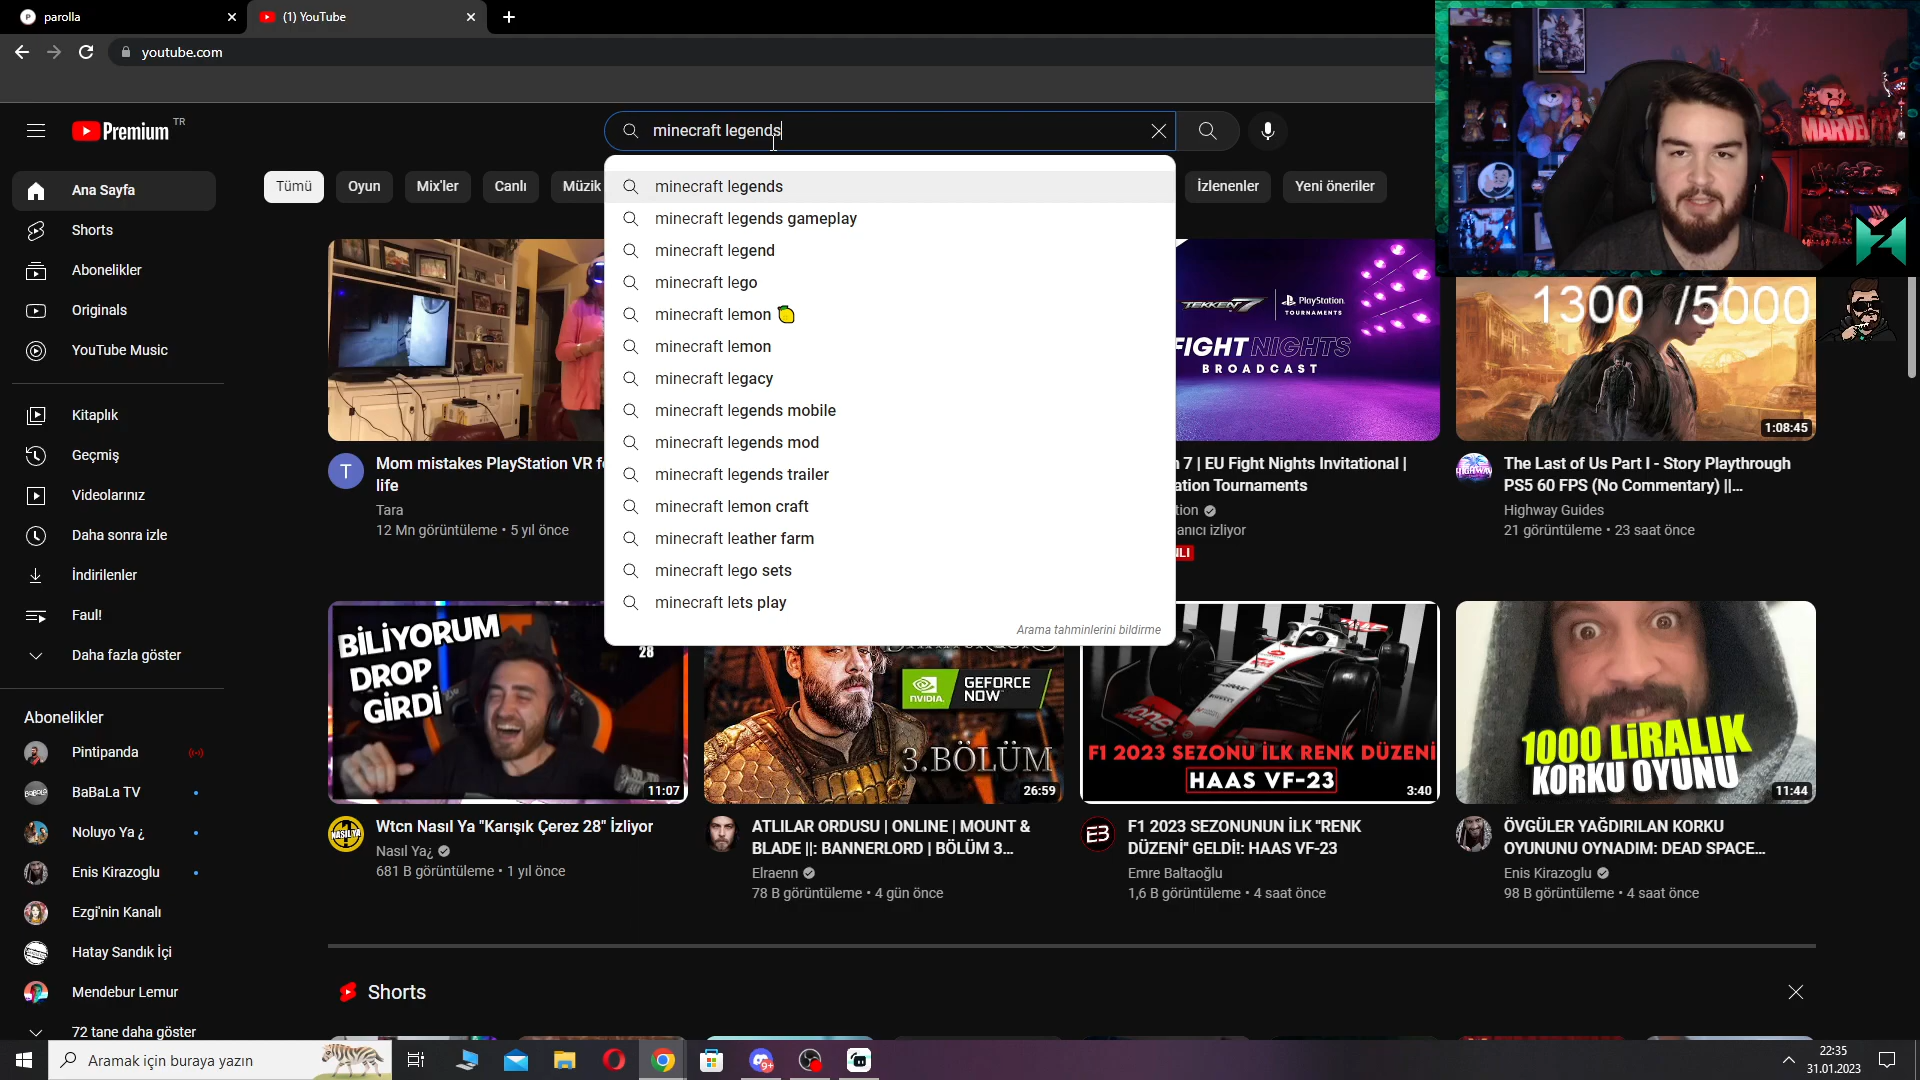 parolla
(1) YouTube
youtube.com
Premium TR
minecraft legends
Tümü
Oyun
Mix'ler
Canlı
Müzik
İzlenenler
Yeni öneriler
Ana Sayfa
Shorts
Abonelikler
Originals
YouTube Music
Kitaplık
Geçmiş
Videolarınız
Daha sonra izle
İndirilenler
Faul!
Daha fazla göster
Abonelikler
Pintipanda
BaBaLa TV
Noluyo Ya ¿
Enis Kirazoglu
Ezgi'nin Kanalı
Hatay Sandık İçi
Mendebur Lemur
72 tane daha göster
minecraft legends
minecraft legends gameplay
minecraft legend
minecraft lego
minecraft lemon 🍋
minecraft lemon
minecraft legacy
minecraft legends mobile
minecraft legends mod
minecraft legends trailer
minecraft lemon craft
minecraft leather farm
minecraft lego sets
minecraft lets play
Arama tahminlerini bildirme
MARVEL
1300 /5000
TEKKEN 7
PlayStation
TOURNAMENTS
FIGHT NIGHTS
BROADCAST
1:08:45
T
Mom mistakes PlayStation VR f
life
Tara
12 Mn görüntüleme • 5 yıl önce
n 7 | EU Fight Nights Invitational |
ation Tournaments
tion
anıcı izliyor
NLI
The Last of Us Part I - Story Playthrough
PS5 60 FPS (No Commentary) ||...
Highway Guides
21 görüntüleme • 23 saat önce
BİLİYORUM
DROP
GİRDİ
28
11:07
NVIDIA.
GEFORCE
NOW
3.BÖLÜM
26:59
F1 2023 SEZONU İLK RENK DÜZENİ
HAAS VF-23
3:40
1000 LİRALIK
KORKU OYUNU
11:44
Wtcn Nasıl Ya "Karışık Çerez 28" İzliyor
Nasıl Ya¿
681 B görüntüleme • 1 yıl önce
ATLILAR ORDUSU | ONLINE | MOUNT &
BLADE ||: BANNERLORD | BÖLÜM 3...
Elraenn
78 B görüntüleme • 4 gün önce
E3
F1 2023 SEZONUNUN İLK "RENK
DÜZENİ" GELDİ!: HAAS VF-23
Emre Baltaoğlu
1,6 B görüntüleme • 4 saat önce
ÖVGÜLER YAĞDIRILAN KORKU
OYUNUNU OYNADIM: DEAD SPACE...
Enis Kirazoglu
98 B görüntüleme • 4 saat önce
Shorts
Aramak için buraya yazın
9+
22:35
31.01.2023